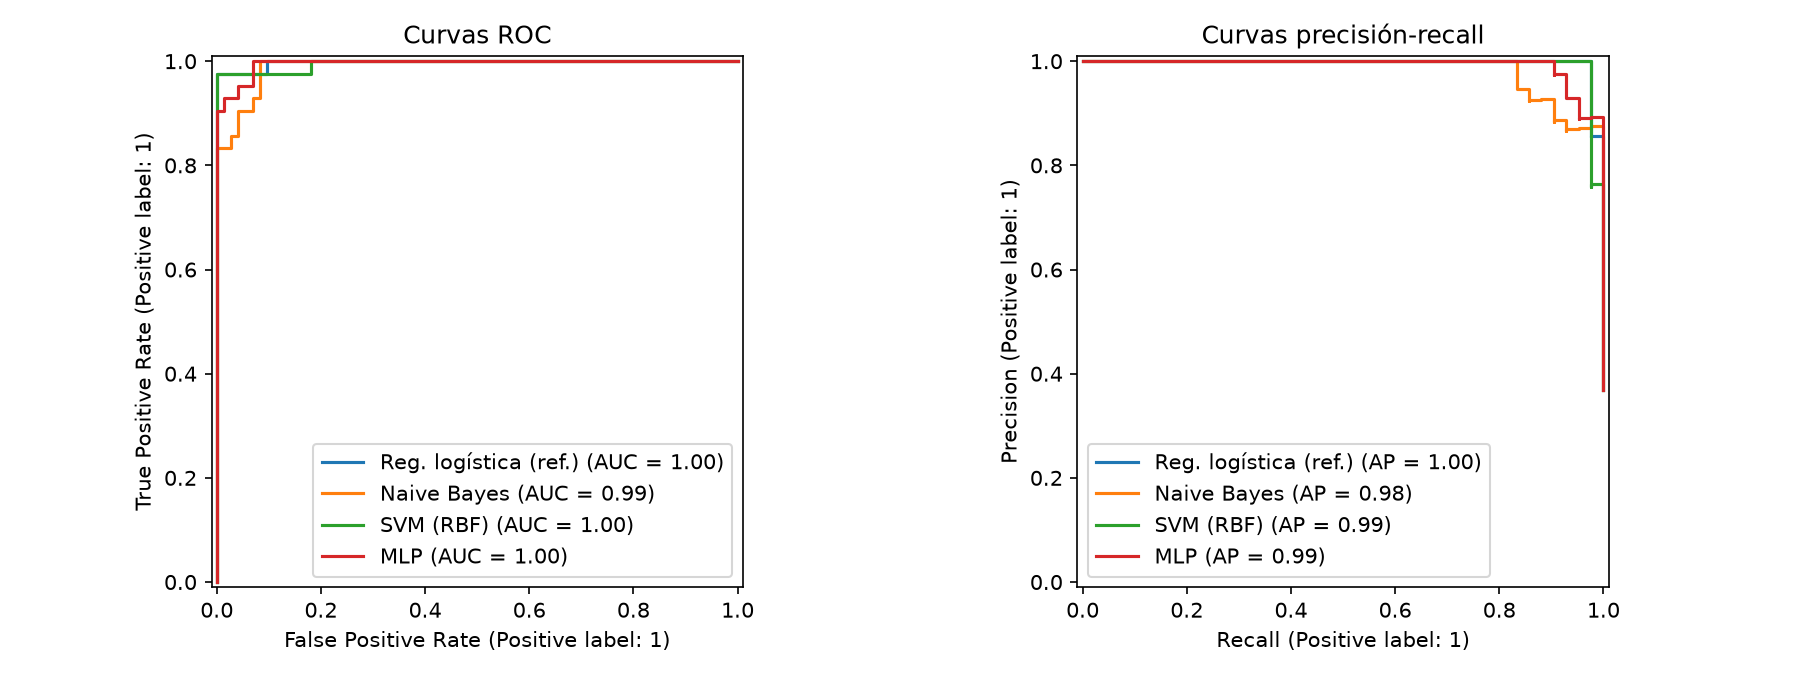 Curvas ROC
True Positive Rate (Positive label: 1)
1.0
0.8
0.6
0.4
0.2
0.0
Reg. logística (ref.) (AUC = 1.00)
Naive Bayes (AUC = 0.99)
SVM (RBF) (AUC = 1.00)
MLP (AUC = 1.00)
0.0 0.2 0.4 0.6 0.8 1.0
False Positive Rate (Positive label: 1)
Curvas precisión-recall
Precision (Positive label: 1)
1.0
0.8
0.6
0.4
0.2
0.0
Reg. logística (ref.) (AP = 1.00)
Naive Bayes (AP = 0.98)
SVM (RBF) (AP = 0.99)
MLP (AP = 0.99)
0.0 0.2 0.4 0.6 0.8 1.0
Recall (Positive label: 1)